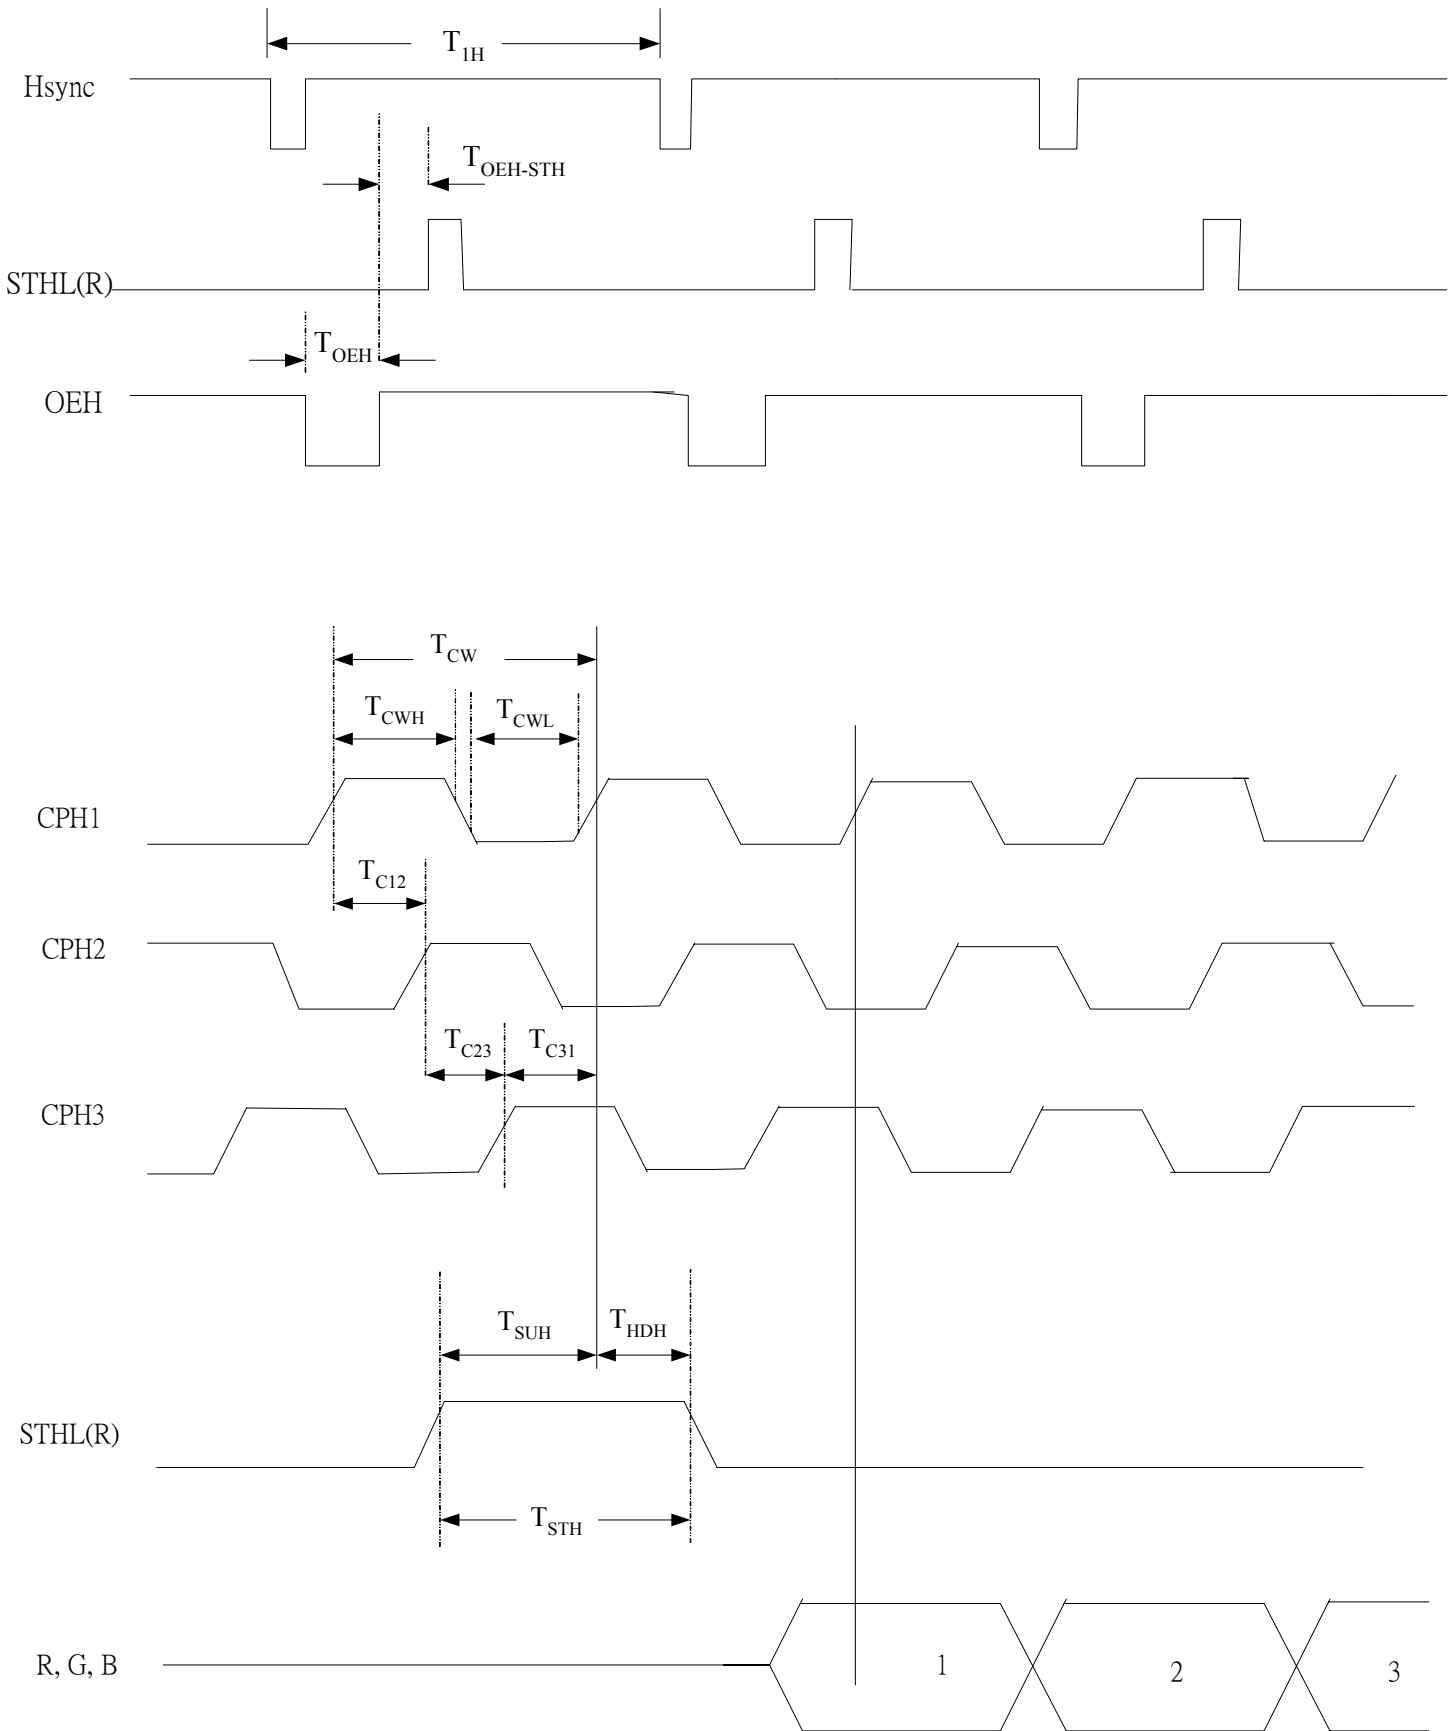 T1H
Hsync
TOEH-STH
STHL(R)
TOEH
OEH
TCW
TCWH TCWL
CPH1
TC12
CPH2
TC23 TC31
CPH3
TSUH THDH
STHL(R)
TSTH
R, G, B 1 2 3